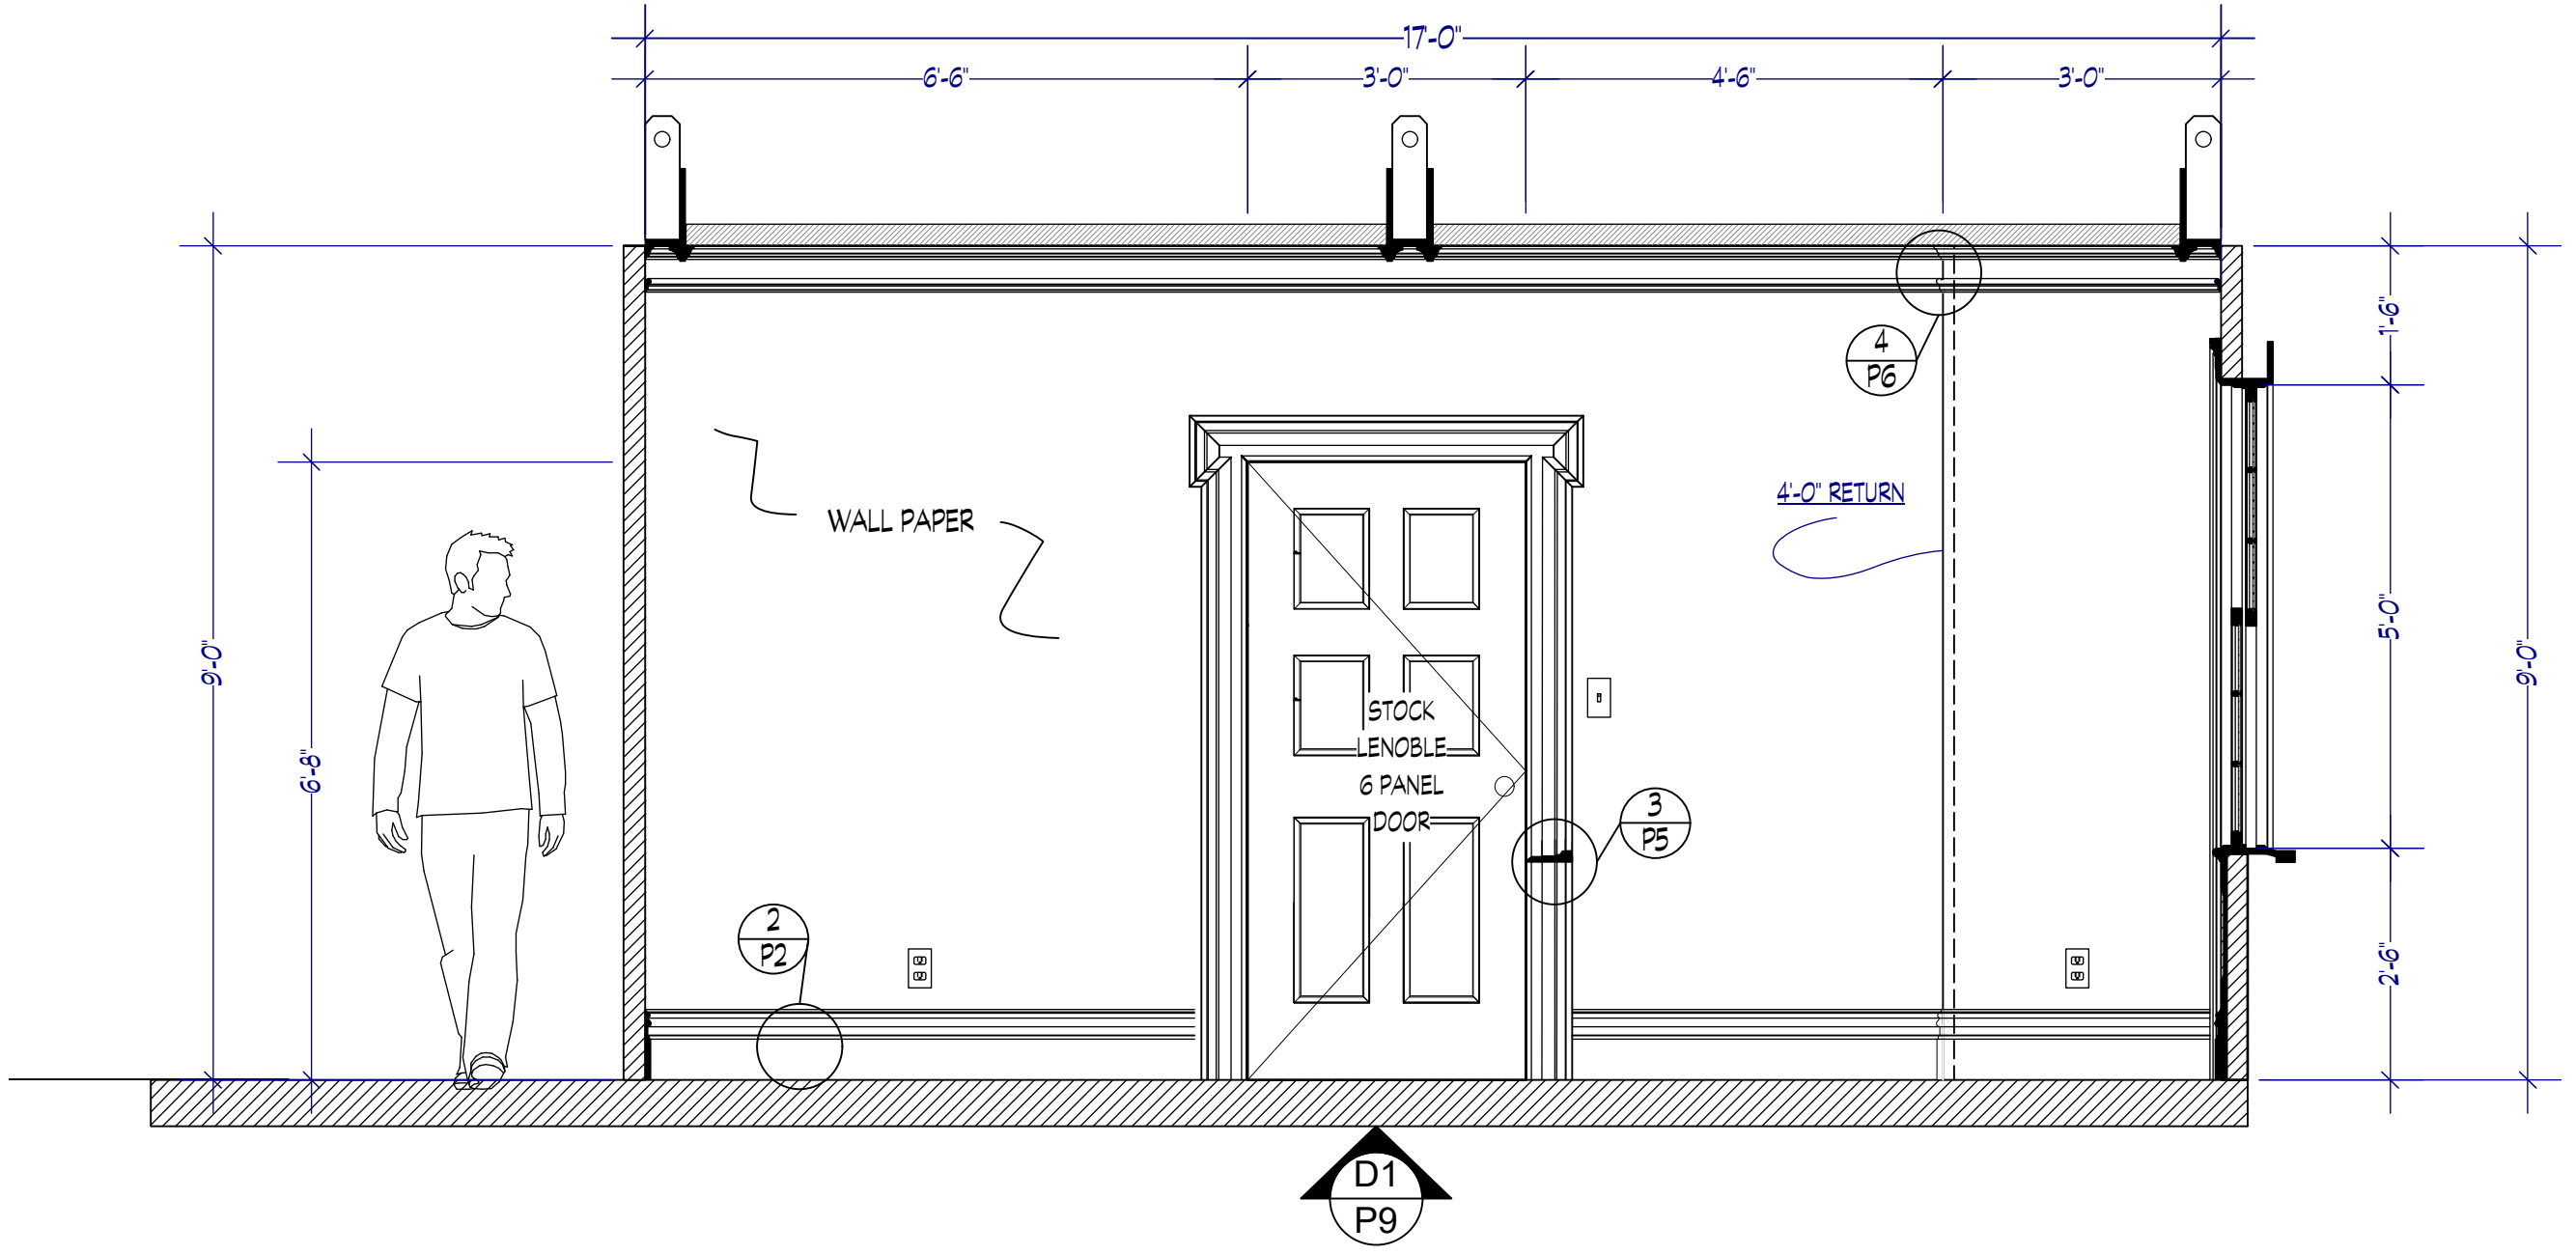 17'-0"
6'-6"
3'-0"
4'-6"
3'-0"
1'-6"
4
P6
4'-0" RETURN
WALL PAPER
9'-0"
6'-8"
5'-0"
9'-0"
STOCK
LENOBLE
6 PANEL
DOOR
3
P5
2
P2
2'-6"
D1
P9